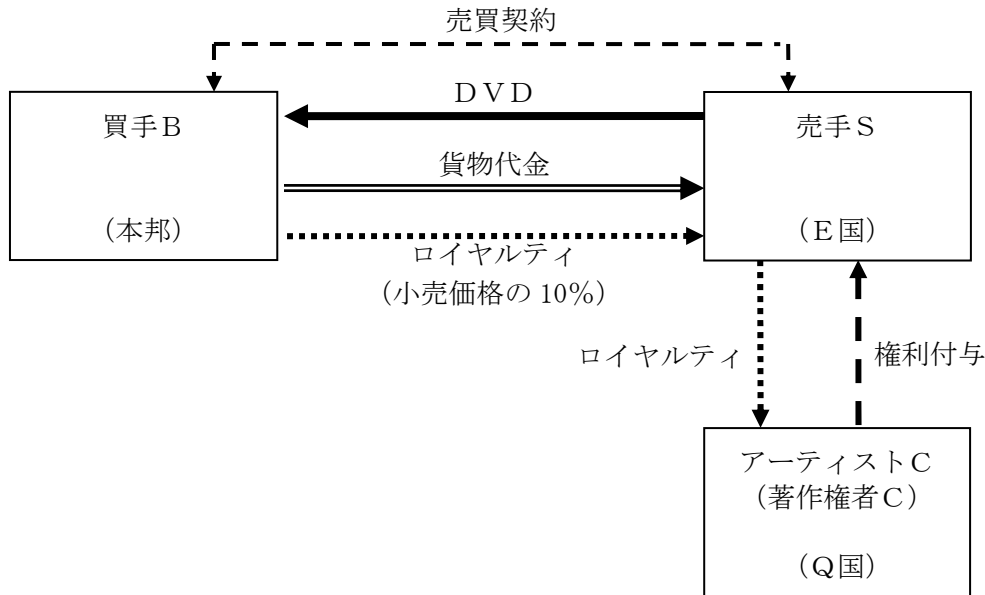 売買契約
DVD
買手B
売手S
貨物代金
(本邦)
(E国)
ロイヤルティ
(小売価格の10%)
ロイヤルティ
権利付与
アーティストC
(著作権者C)
(Q国)